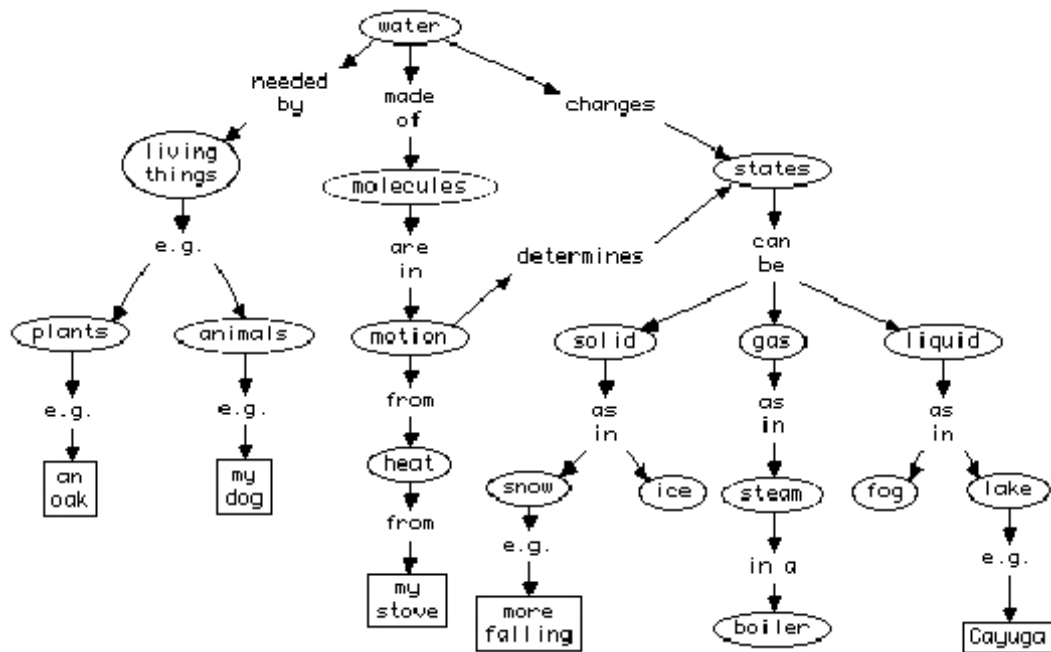 water
needed
by
made
of
changes
living
things
molecules
states
e.g.
are
in
determines
can
be
plants
animals
motion
solid
gas
liquid
e.g.
e.g.
from
as
in
as
in
as
in
an
oak
my
dog
heat
snow
ice
steam
fog
lake
from
e.g.
in a
e.g.
my
stove
more
falling
boiler
Cayuga